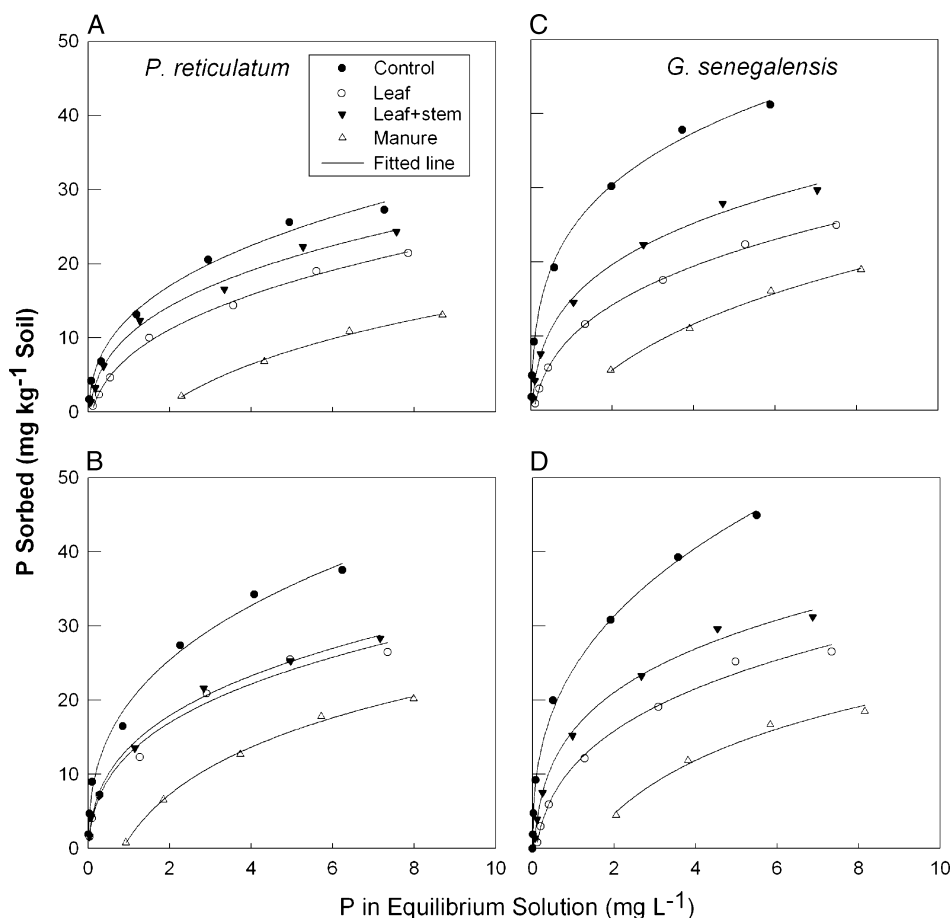 A
C
50
40
30
20
10
0
P. reticulatum
Control
Leaf
Leaf+stem
Manure
Fitted line
G. senegalensis
B
D
50
40
30
20
10
0
0 2 4 6 8 10
0 2 4 6 8 10
P Sorbed (mg kg⁻¹ Soil)
P in Equilibrium Solution (mg L⁻¹)